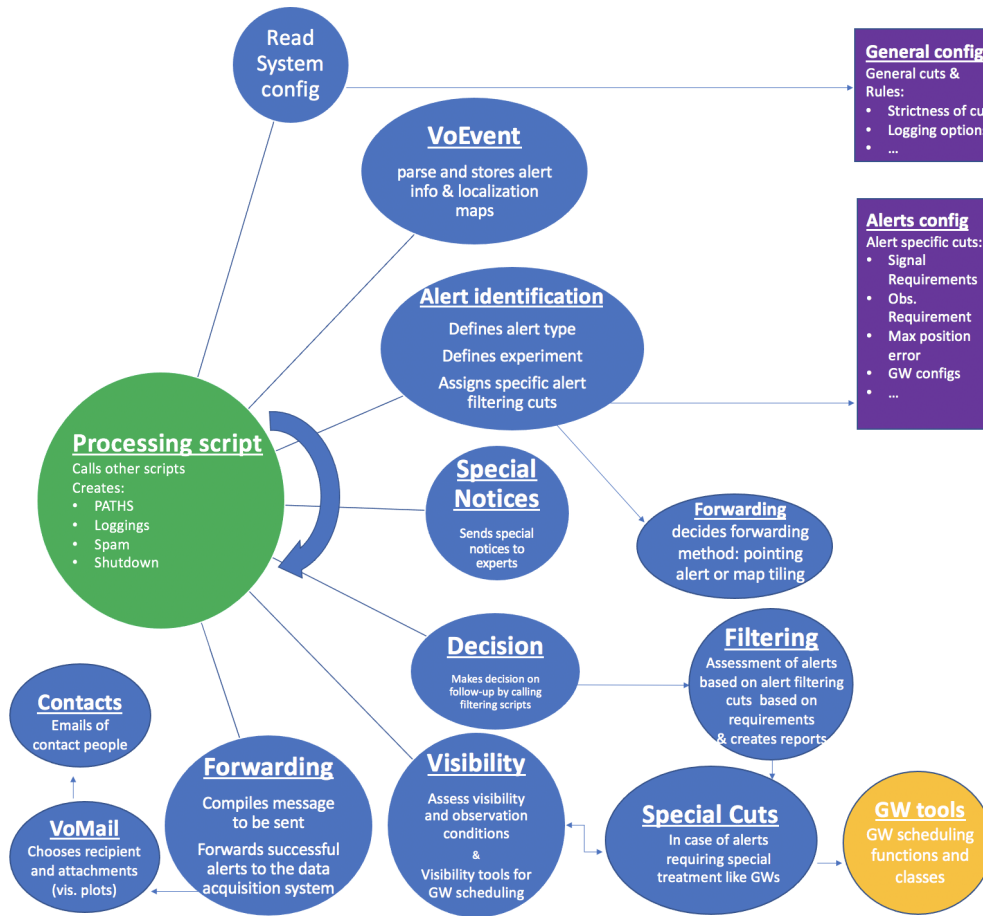 Read
System
config
General config
General cuts &
Rules:
• Strictness of cu
• Logging option
• ...
VoEvent
parse and stores alert
info & localization
maps
Alerts config
Alert specific cuts:
• Signal
Requirements
• Obs.
Requirement
• Max position
error
• GW configs
• ...
Alert identification
Defines alert type
Defines experiment
Assigns specific alert
filtering cuts
Processing script
Calls other scripts
Creates:
• PATHS
• Loggings
• Spam
• Shutdown
Special
Notices
Sends special
notices to
experts
Forwarding
decides forwarding
method: pointing
alert or map tiling
Decision
Makes decision on
follow-up by calling
filtering scripts
Filtering
Assessment of alerts
based on alert filtering
cuts based on
requirements
& creates reports
Contacts
Emails of
contact people
VoMail
Chooses recipient
and attachments
(vis. plots)
Forwarding
Compiles message
to be sent
Forwards successful
alerts to the data
acquisition system
Visibility
Assess visibility
and observation
conditions
&
Visibility tools for
GW scheduling
Special Cuts
In case of alerts
requiring special
treatment like GWs
GW tools
GW scheduling
functions and
classes